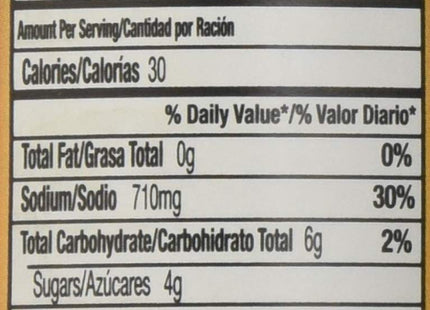 Amount Per Serving/Cantidad por Ración
Calories/Calorías 30
% Daily Value*/% Valor Diario*
Total Fat/Grasa Total 0g 0%
Sodium/Sodio 710mg 30%
Total Carbohydrate/Carbohidrato Total 6g 2%
Sugars/Azúcares 4g